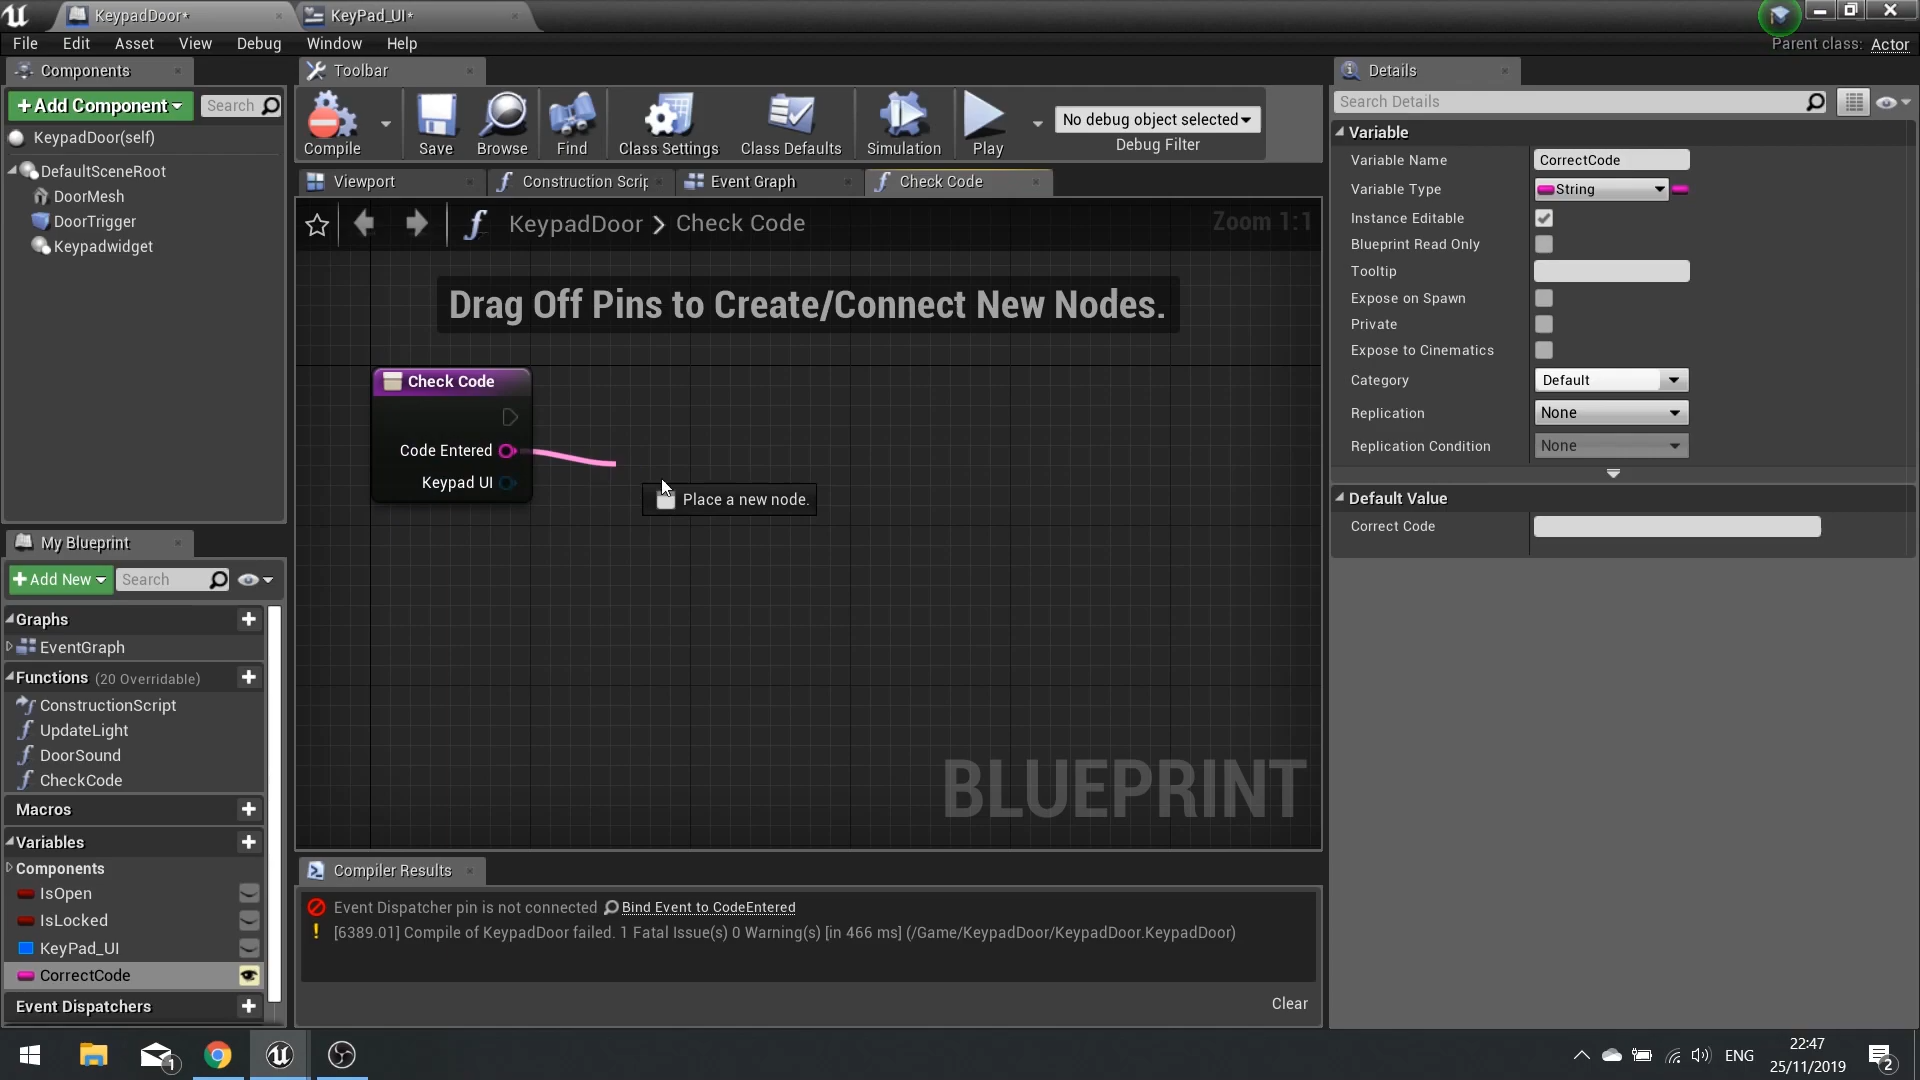 KeypadDoor*
KeyPad_UI*
File Edit Asset View Debug Window Help
Parent class: Actor
Components
Toolbar
Details
+Add Component
Search
Search Details
KeypadDoor(self)
DefaultSceneRoot
DoorMesh
DoorTrigger
Keypadwidget
Compile
Save
Browse
Find
Class Settings
Class Defaults
Simulation
Play
No debug object selected
Debug Filter
Viewport
Construction Scrip
Event Graph
Check Code
KeypadDoor > Check Code
Zoom 1:1
Drag Off Pins to Create/Connect New Nodes.
Check Code
Code Entered
Keypad UI
Place a new node.
BLUEPRINT
Variable
Variable Name CorrectCode
Variable Type String
Instance Editable
Blueprint Read Only
Tooltip
Expose on Spawn
Private
Expose to Cinematics
Category Default
Replication None
Replication Condition None
Default Value
Correct Code
My Blueprint
+Add New
Search
Graphs
EventGraph
Functions (20 Overridable)
ConstructionScript
UpdateLight
DoorSound
CheckCode
Macros
Variables
Components
IsOpen
IsLocked
KeyPad_UI
CorrectCode
Event Dispatchers
Compiler Results
Event Dispatcher pin is not connected Bind Event to CodeEntered
[6389.01] Compile of KeypadDoor failed. 1 Fatal Issue(s) 0 Warning(s) [in 466 ms] (/Game/KeypadDoor/KeypadDoor.KeypadDoor)
Clear
1
ENG
22:47
25/11/2019
2